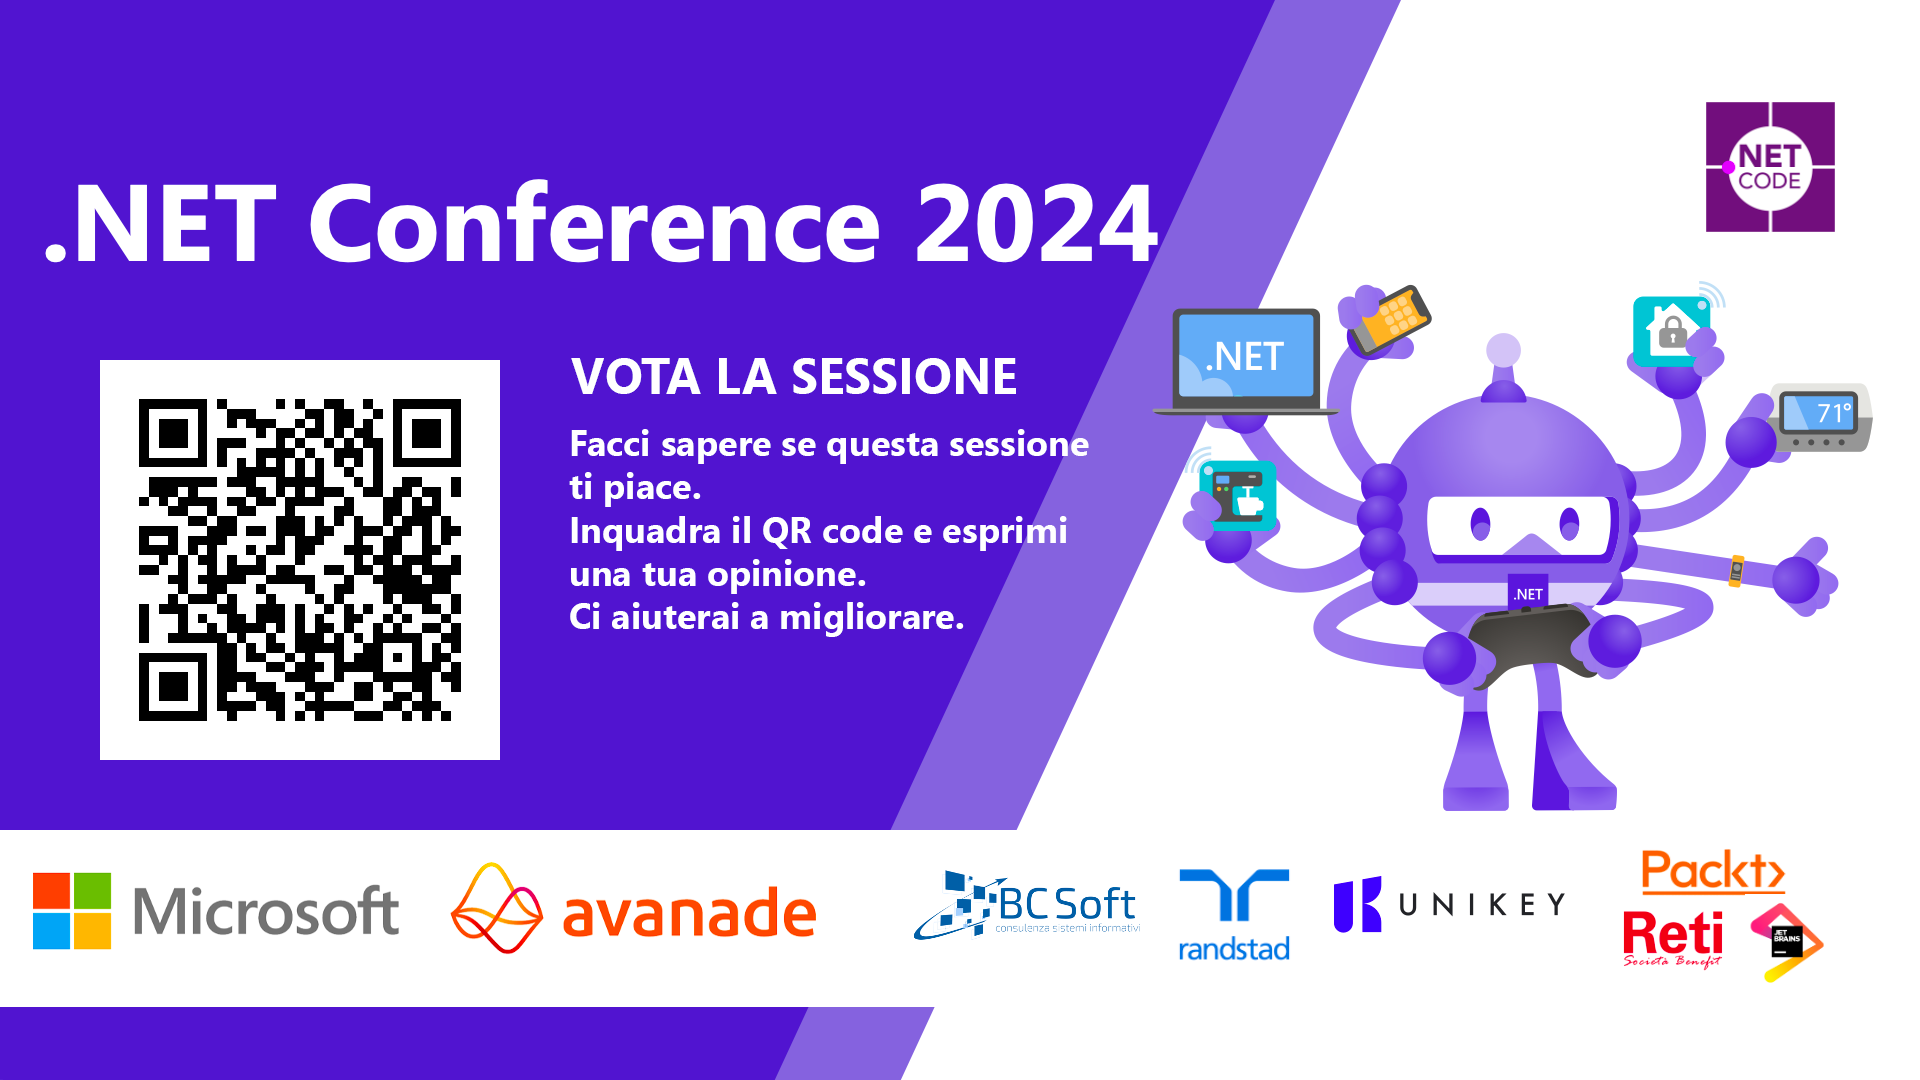 .NET Conference 2024
NET
CODE
VOTA LA SESSIONE
Facci sapere se questa sessione
ti piace.
Inquadra il QR code e esprimi
una tua opinione.
Ci aiuterai a migliorare.
.NET
71°
.NET
Microsoft
avanade
BC Soft
consulenza sistemi informativi
randstad
UNIKEY
Packt>
Reti
Società Benefit
JET
BRAINS